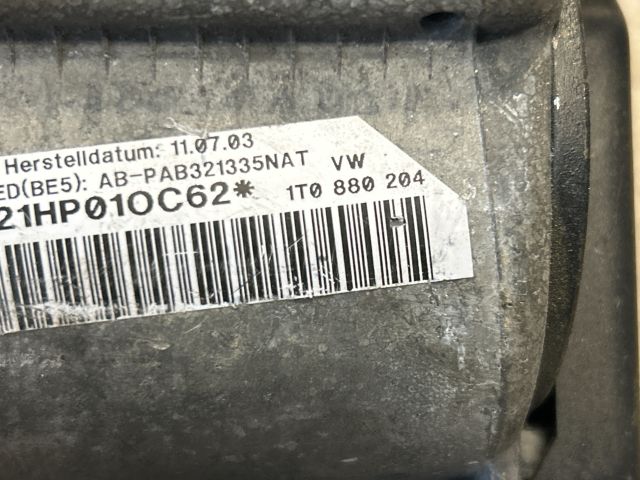 Herstelldatum: 11.07.03
ED(BE5): AB-PAB321335NAT VW
21HP01OC62* 1T0 880 204